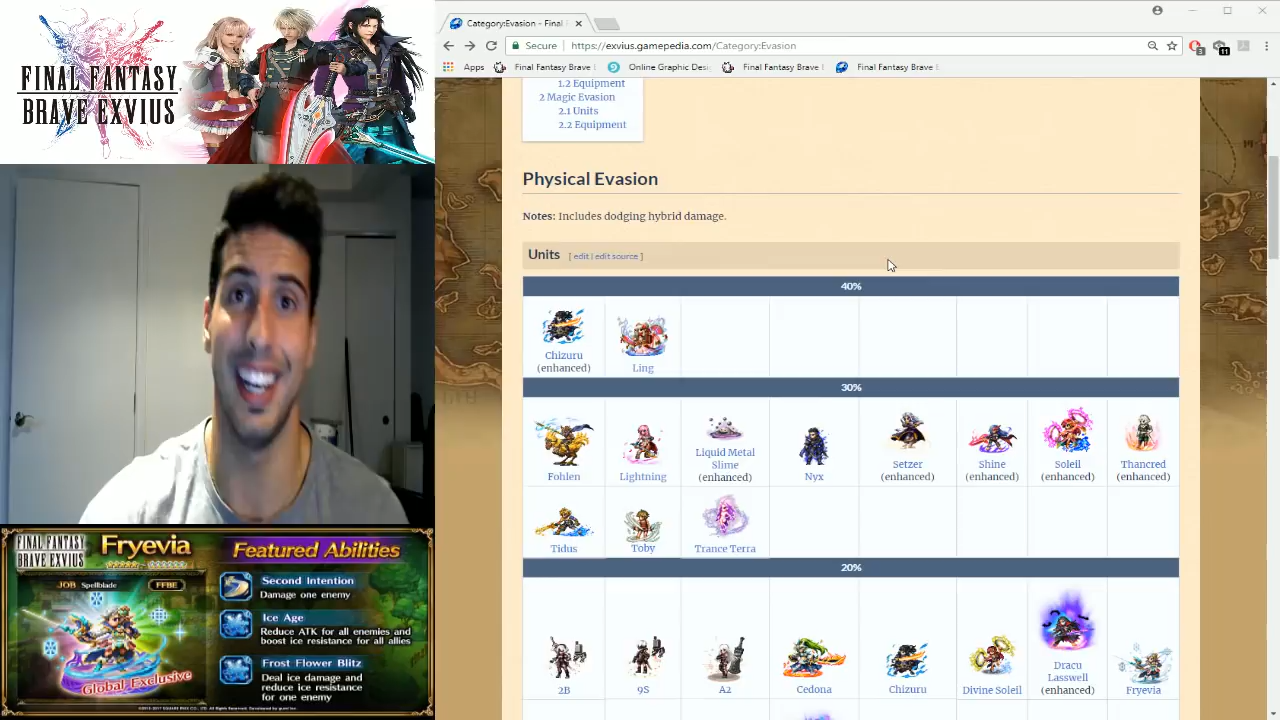 FINAL FANTASY
BRAVE EXVIUS
Category:Evasion - Final
Secure
https://exvius.gamepedia.com/Category:Evasion
Apps
Final Fantasy Brave
Online Graphic Desi
Final Fantasy Brave
Final Fantasy Brave E
1.2 Equipment
2 Magic Evasion
2.1 Units
2.2 Equipment
Physical Evasion
Notes: Includes dodging hybrid damage.
Units [ edit | edit source ]
40%
Chizuru (enhanced)
Ling
30%
Fohlen
Lightning
Liquid Metal Slime (enhanced)
Nyx
Setzer (enhanced)
Shine (enhanced)
Soleil (enhanced)
Thancred (enhanced)
Tidus
Toby
Trance Terra
20%
2B
9S
A2
Cedona
Chizuru
Demon Rain
Dracu Lasswell (enhanced)
Fryevia
FINAL FANTASY
BRAVE EXVIUS
Fryevia
JOB Spellblade
FFBE
Global Exclusive
Featured Abilities
Second Intention
Damage one enemy
Ice Age
Reduce ATK for all enemies and
boost ice resistance for all allies
Frost Flower Blitz
Deal ice damage and
reduce ice resistance
for one enemy